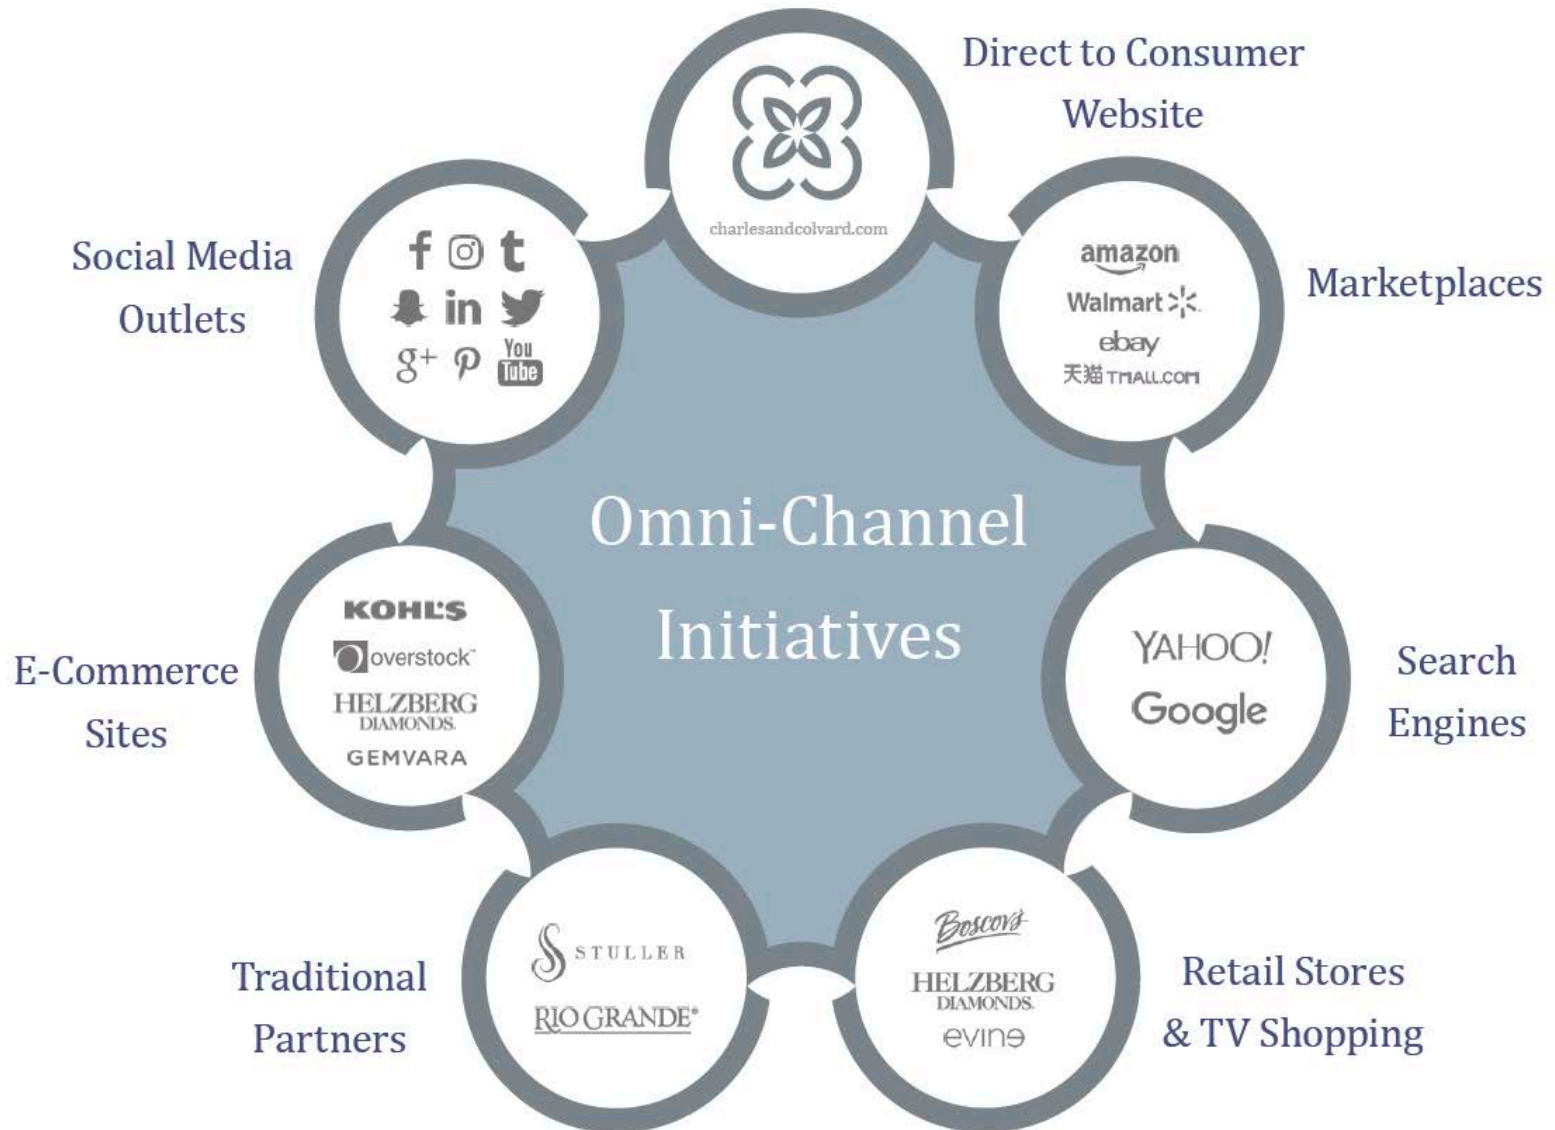 Direct to Consumer
Website
charlesandcolvard.com
amazon
Walmart
ebay
天猫 TMALL.COM
Marketplaces
YAHOO!
Google
Search
Engines
Boscov's
HELZBERG
DIAMONDS.
evine
Retail Stores
& TV Shopping
STULLER
RIO GRANDE®
Traditional
Partners
KOHL'S
overstock™
HELZBERG
DIAMONDS.
GEMVARA
E-Commerce
Sites
f t
in
g+ You
Tube
Social Media
Outlets
Omni-Channel
Initiatives